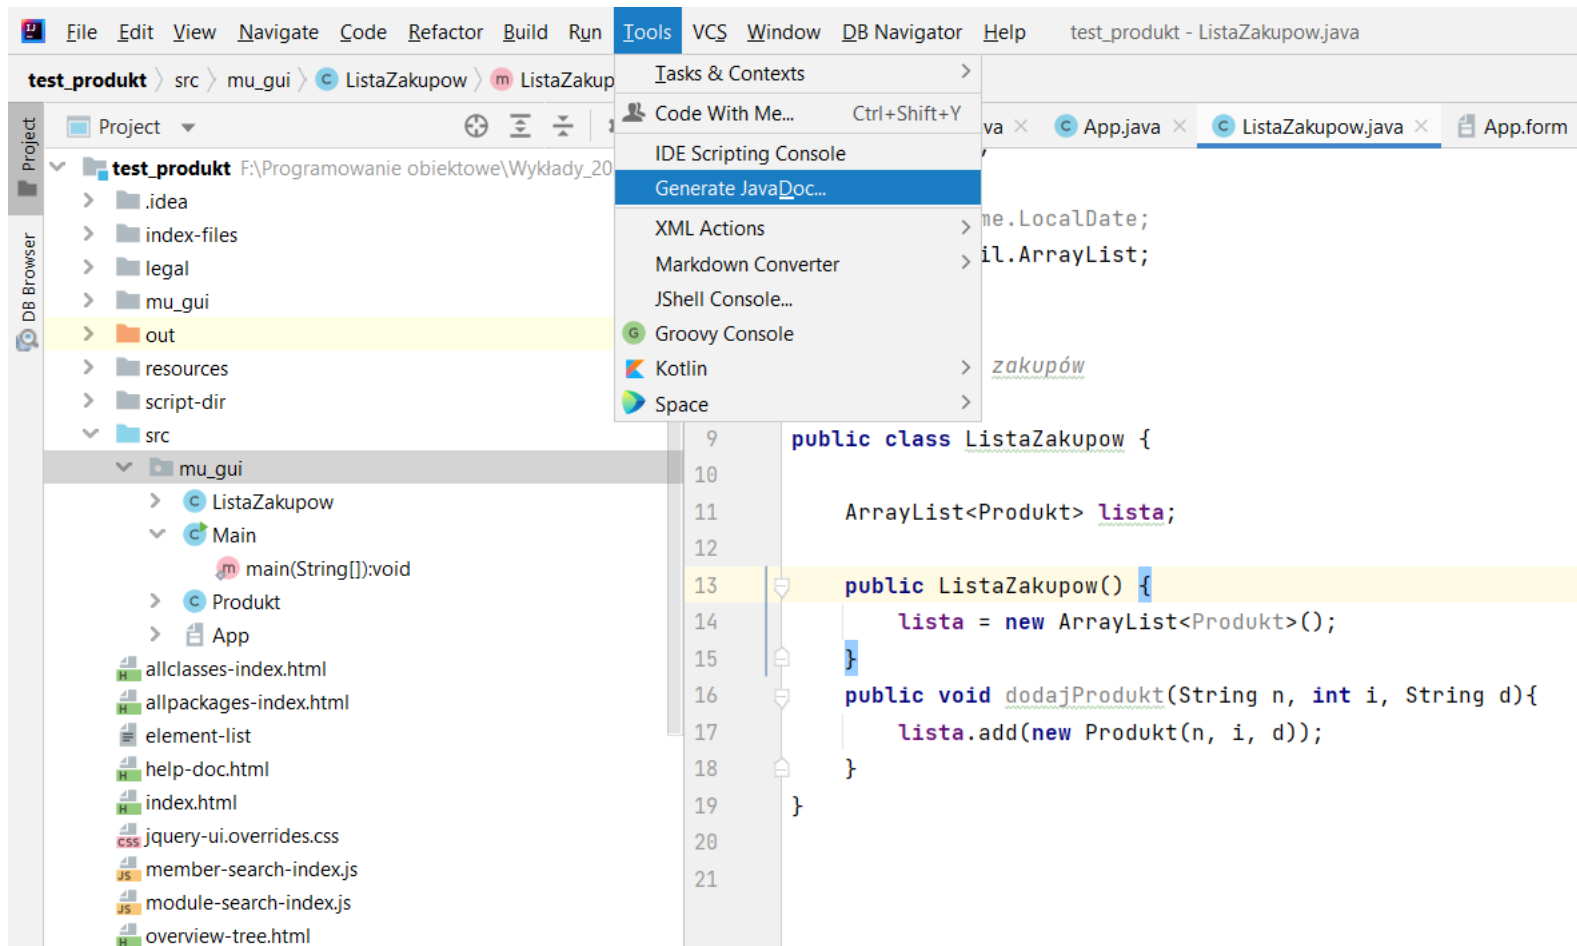 File Edit View Navigate Code Refactor Build Run Tools VCS Window DB Navigator Help test_produkt - ListaZakupow.java
test_produkt src mu_gui ListaZakupow ListaZakup
Project
DB Browser
Project
test_produkt F:\Programowanie obiektowe\Wykłady_20
.idea
index-files
legal
mu_gui
out
resources
script-dir
src
mu_gui
ListaZakupow
Main
main(String[]):void
Produkt
App
allclasses-index.html
allpackages-index.html
element-list
help-doc.html
index.html
jquery-ui.overrides.css
member-search-index.js
module-search-index.js
overview-tree.html
Tasks & Contexts
Code With Me... Ctrl+Shift+Y
IDE Scripting Console
Generate JavaDoc...
XML Actions
Markdown Converter
JShell Console...
Groovy Console
Kotlin
Space
va App.java ListaZakupow.java App.form
me.LocalDate;
il.ArrayList;
zakupów
9 public class ListaZakupow {
10
11 ArrayList<Produkt> lista;
12
13 public ListaZakupow() {
14 lista = new ArrayList<Produkt>();
15 }
16 public void dodajProdukt(String n, int i, String d){
17 lista.add(new Produkt(n, i, d));
18 }
19 }
20
21